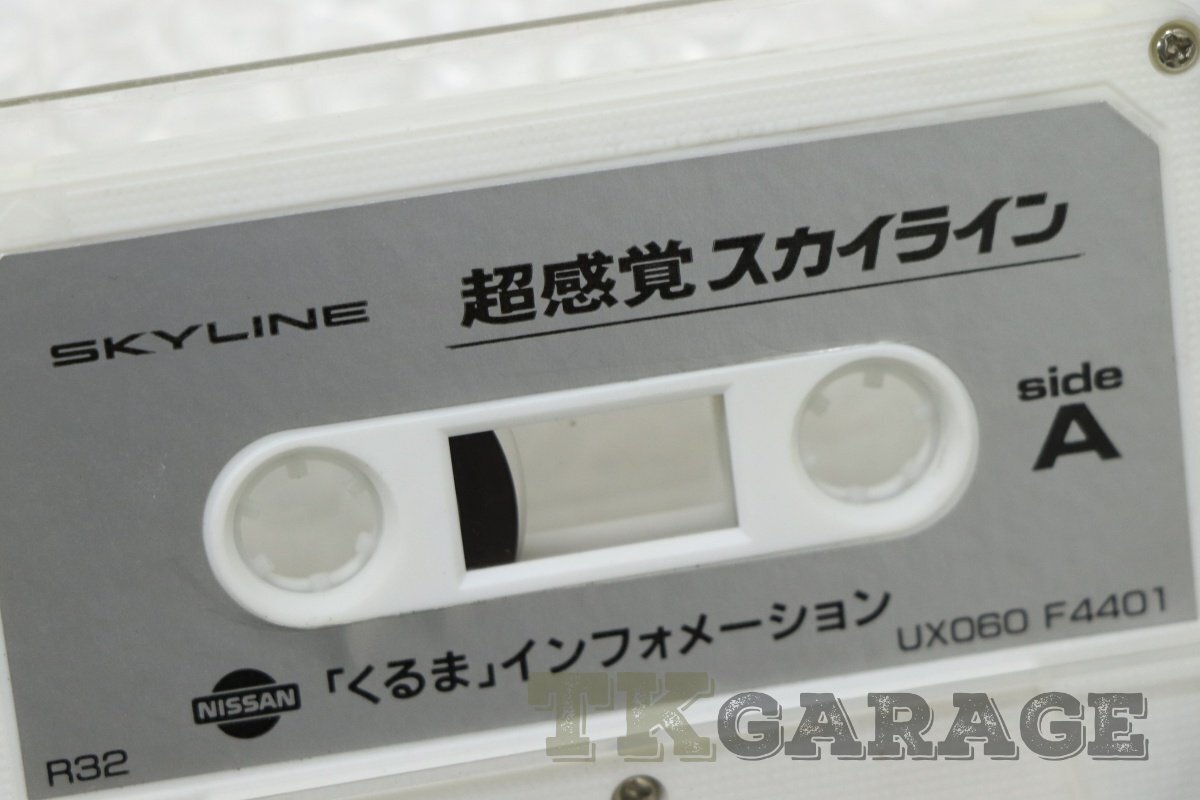 SKYLINE 超感覚スカイライン
side
A
NISSAN 「くるま」インフォメーション UX060 F4401
R32
TKGARAGE